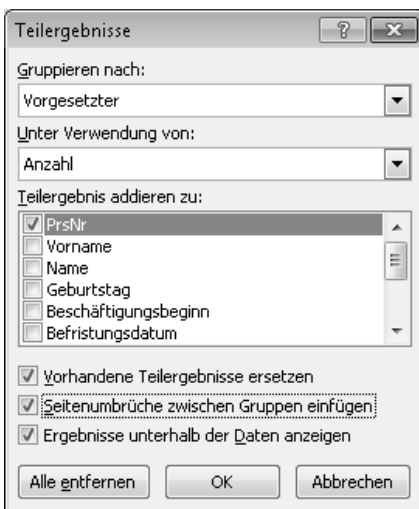 Teilergebnisse
Gruppieren nach:
Vorgesetzter
Unter Verwendung von:
Anzahl
Teilergebnis addieren zu:
PrsNr
Vorname
Name
Geburtstag
Beschäftigungsbeginn
Befristungsdatum
Vorhandene Teilergebnisse ersetzen
Seitenumbrüche zwischen Gruppen einfügen
Ergebnisse unterhalb der Daten anzeigen
Alle entfernen OK Abbrechen